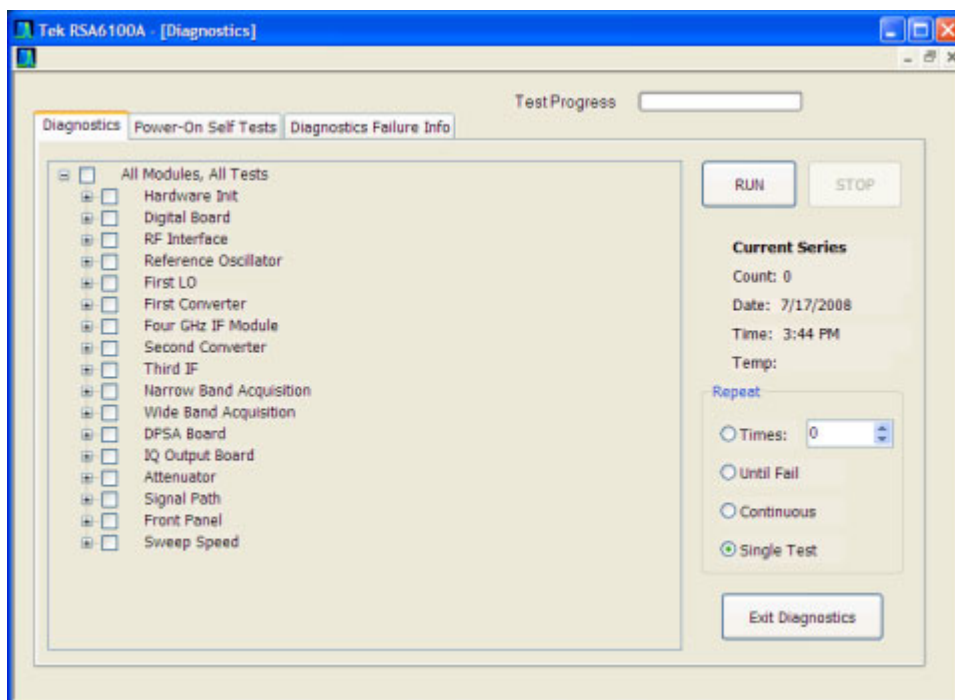 Tek RSA6100A - [Diagnostics]
Test Progress
Diagnostics
Power-On Self Tests
Diagnostics Failure Info
All Modules, All Tests
Hardware Init
Digital Board
RF Interface
Reference Oscillator
First LO
First Converter
Four GHz IF Module
Second Converter
Third IF
Narrow Band Acquisition
Wide Band Acquisition
DPSA Board
IQ Output Board
Attenuator
Signal Path
Front Panel
Sweep Speed
RUN
STOP
Current Series
Count: 0
Date: 7/17/2008
Time: 3:44 PM
Temp:
Repeat
Times: 0
Until Fail
Continuous
Single Test
Exit Diagnostics